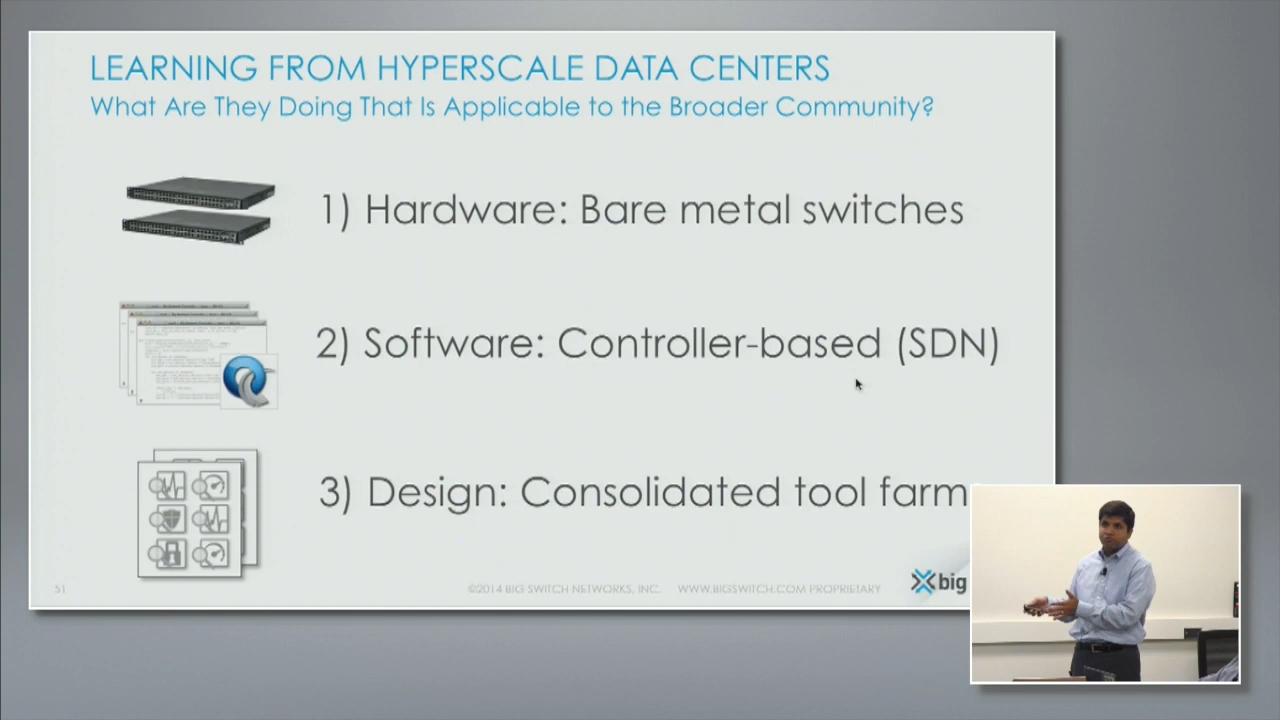 LEARNING FROM HYPERSCALE DATA CENTERS
What Are They Doing That Is Applicable to the Broader Community?
1) Hardware: Bare metal switches
2) Software: Controller-based (SDN)
3) Design: Consolidated tool farm
51
©2014 BIG SWITCH NETWORKS, INC. WWW.BIGSWITCH.COM PROPRIETARY
big